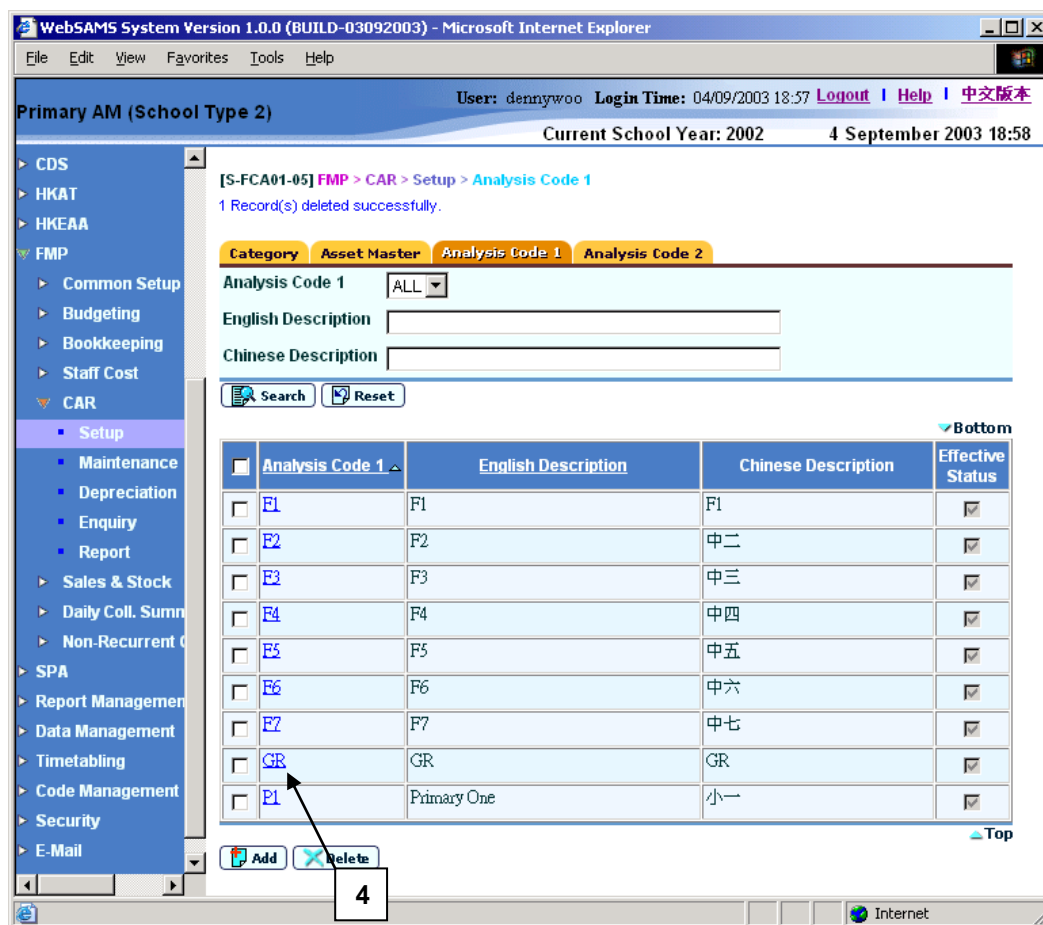 WebSAMS System Version 1.0.0 (BUILD-03092003) - Microsoft Internet Explorer
File Edit View Favorites Tools Help
Primary AM (School Type 2)
User: dennywoo Login Time: 04/09/2003 18:57 Logout | Help | 中文版本
Current School Year: 2002 4 September 2003 18:58
CDS
HKAT
HKEAA
FMP
Common Setup
Budgeting
Bookkeeping
Staff Cost
CAR
Setup
Maintenance
Depreciation
Enquiry
Report
Sales & Stock
Daily Coll. Summ
Non-Recurrent
SPA
Report Managemen
Data Management
Timetabling
Code Management
Security
E-Mail
[S-FCA01-05] FMP > CAR > Setup > Analysis Code 1
1 Record(s) deleted successfully.
Category Asset Master Analysis Code 1 Analysis Code 2
Analysis Code 1 ALL
English Description
Chinese Description
Search Reset
Bottom
Analysis Code 1 English Description Chinese Description Effective Status
F1 F1 F1
F2 F2 中二
F3 F3 中三
F4 F4 中四
F5 F5 中五
F6 F6 中六
F7 F7 中七
GR GR GR
P1 Primary One 小一
Top
Add Delete
4
Internet